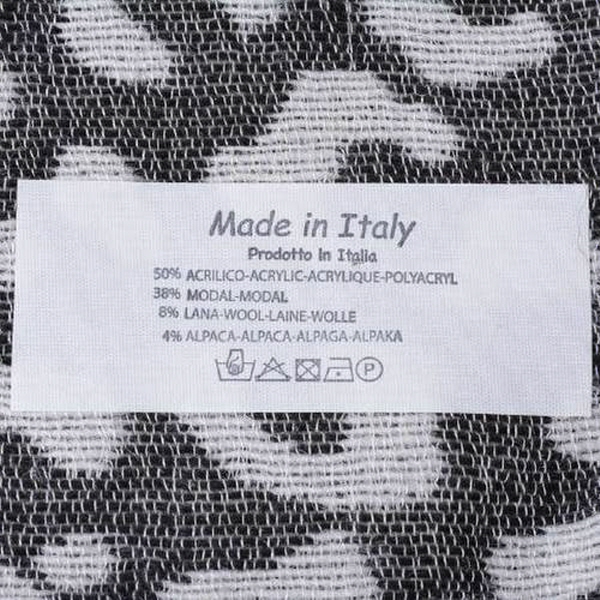 Made in Italy
Prodotto in Italia
50% ACRILICO-ACRYLIC-ACRYLIQUE-POLYACRYL
38% MODAL-MODAL
8% LANA-WOOL-LAINE-WOLLE
4% ALPACA-ALPACA-ALPAGA-ALPAKA
P